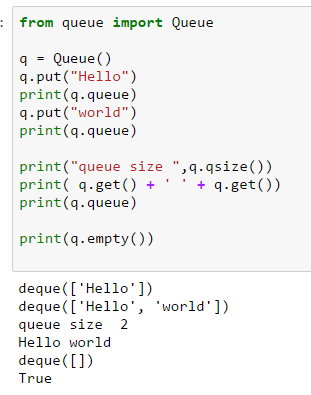 :
from queue import Queue
q = Queue()
q.put("Hello")
print(q.queue)
q.put("world")
print(q.queue)
print("queue size ",q.qsize())
print( q.get() + ' ' + q.get())
print(q.queue)
print(q.empty())
deque(['Hello'])
deque(['Hello', 'world'])
queue size  2
Hello world
deque([])
True